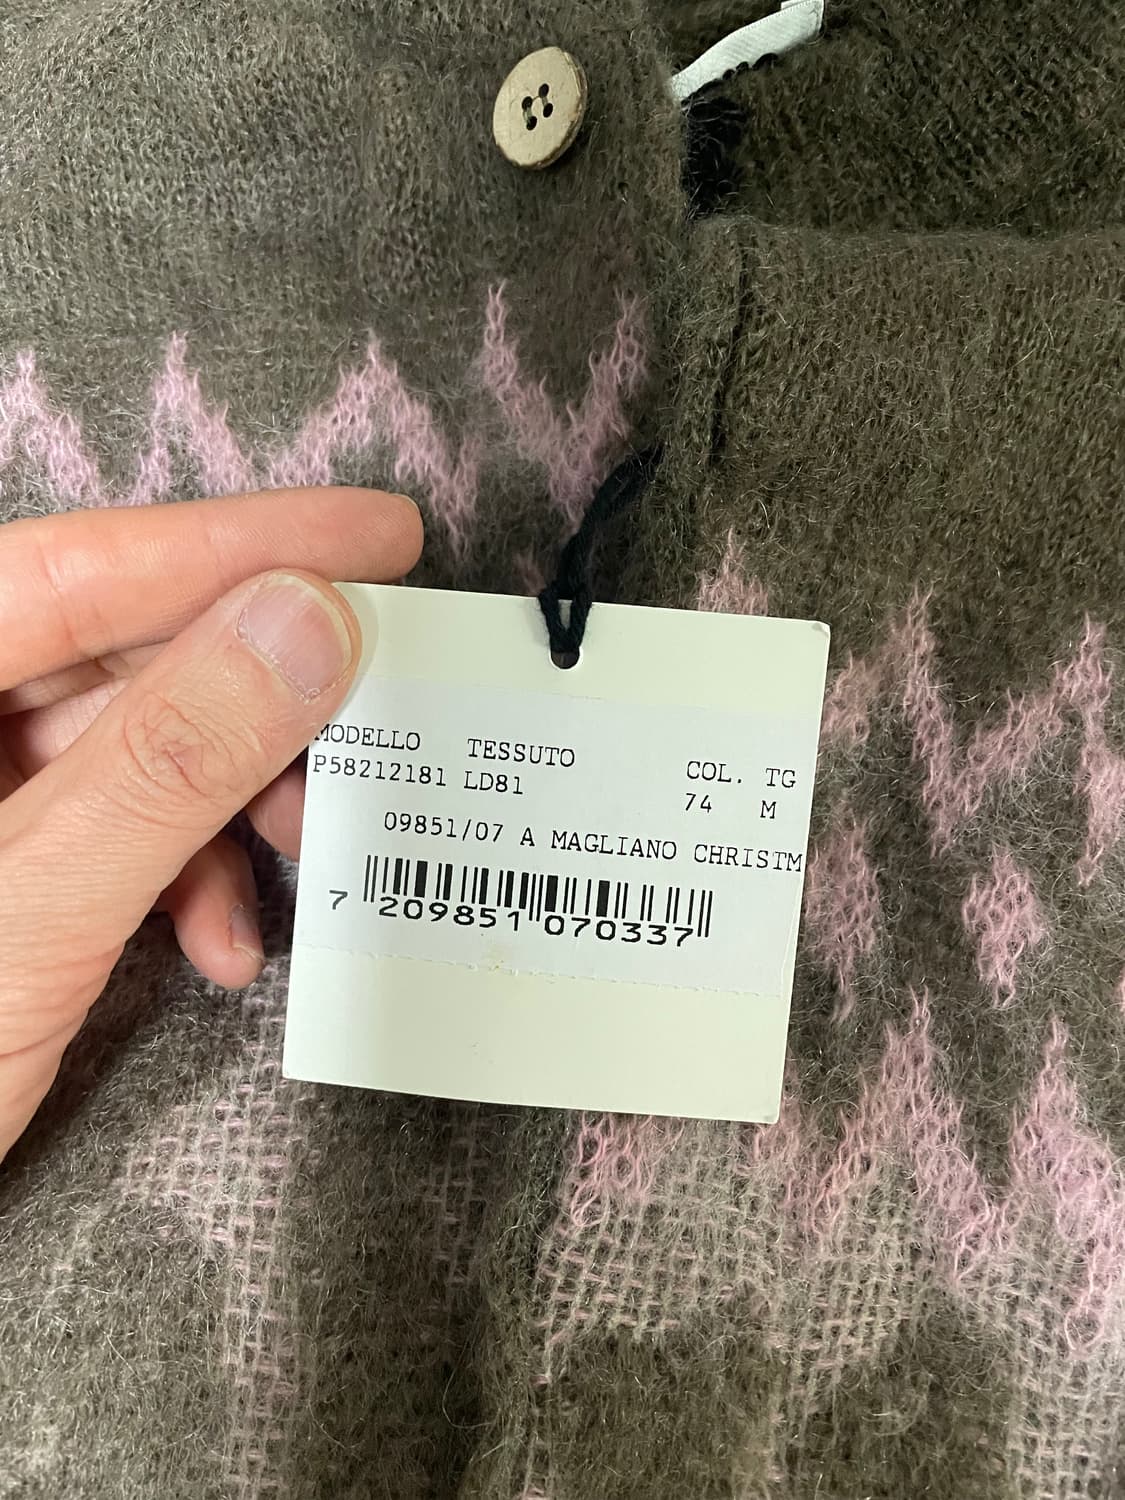 MODELLO TESSUTO COL. TG
P58212181 LD81 74 M
09851/07 A MAGLIANO CHRISTM
7 209851 070337